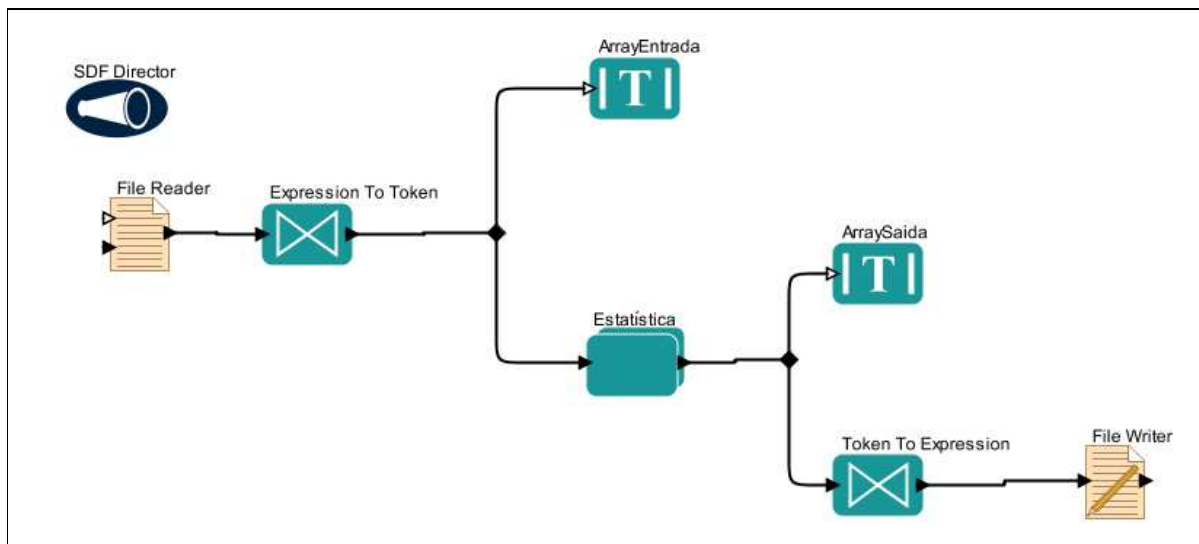 ArrayEntrada
SDF Director
T
File Reader
Expression To Token
ArraySaida
T
Estatística
Token To Expression
File Writer